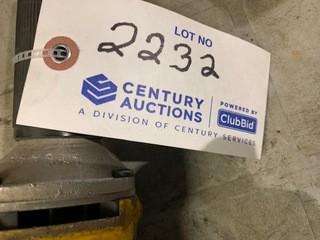 LOT NO
2232
CENTURY
AUCTIONS
POWERED BY
ClubBid
A DIVISION OF CENTURY SERVICES